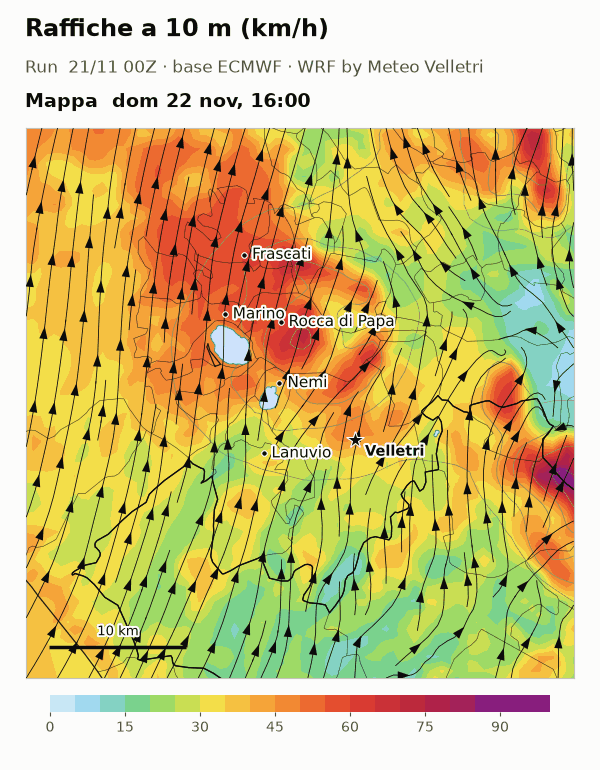 Raffiche a 10 m (km/h)
Run  21/11 00Z · base ECMWF · WRF by Meteo Velletri
Mappa  dom 22 nov, 16:00
Frascati
Marino
Rocca di Papa
Nemi
Lanuvio
Velletri
10 km
0 15 30 45 60 75 90